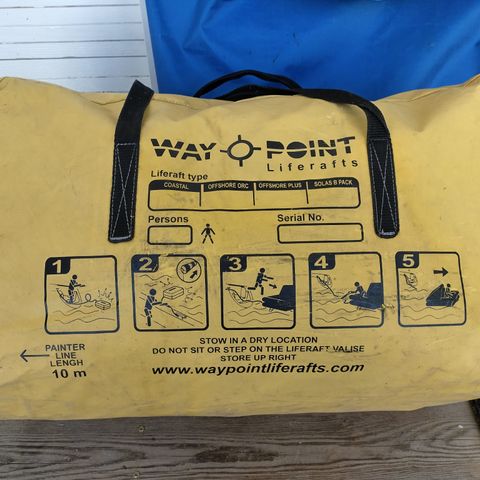 WAY POINT
Liferafts
Liferaft type
COASTAL OFFSHORE ORC OFFSHORE PLUS SOLAS B PACK
Persons Serial No.
1 2 3 4 5
PAINTER
LINE
LENGH
10 m
STOW IN A DRY LOCATION
DO NOT SIT OR STEP ON THE LIFERAFT VALISE
STORE UP RIGHT
www.waypointliferafts.com